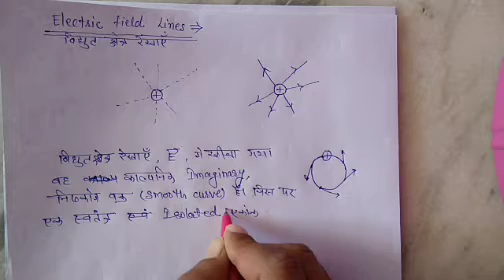 Electric field Lines ⇒
विद्युत क्षेत्र रेखाएँ
विद्युत क्षेत्र रेखाएँ, E, में खींचा गया
वह काल्पनिक Imaginary,
निष्कोण वक्र (smooth curve) है। जिस पर
एक स्वतंत्र एवं Isolated